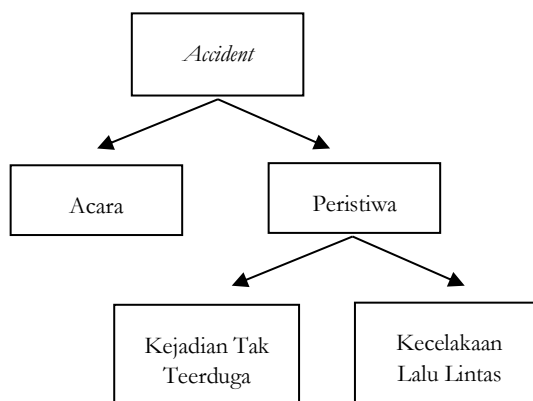 Accident
Acara
Peristiwa
Kejadian Tak
Teerduga
Kecelakaan
Lalu Lintas